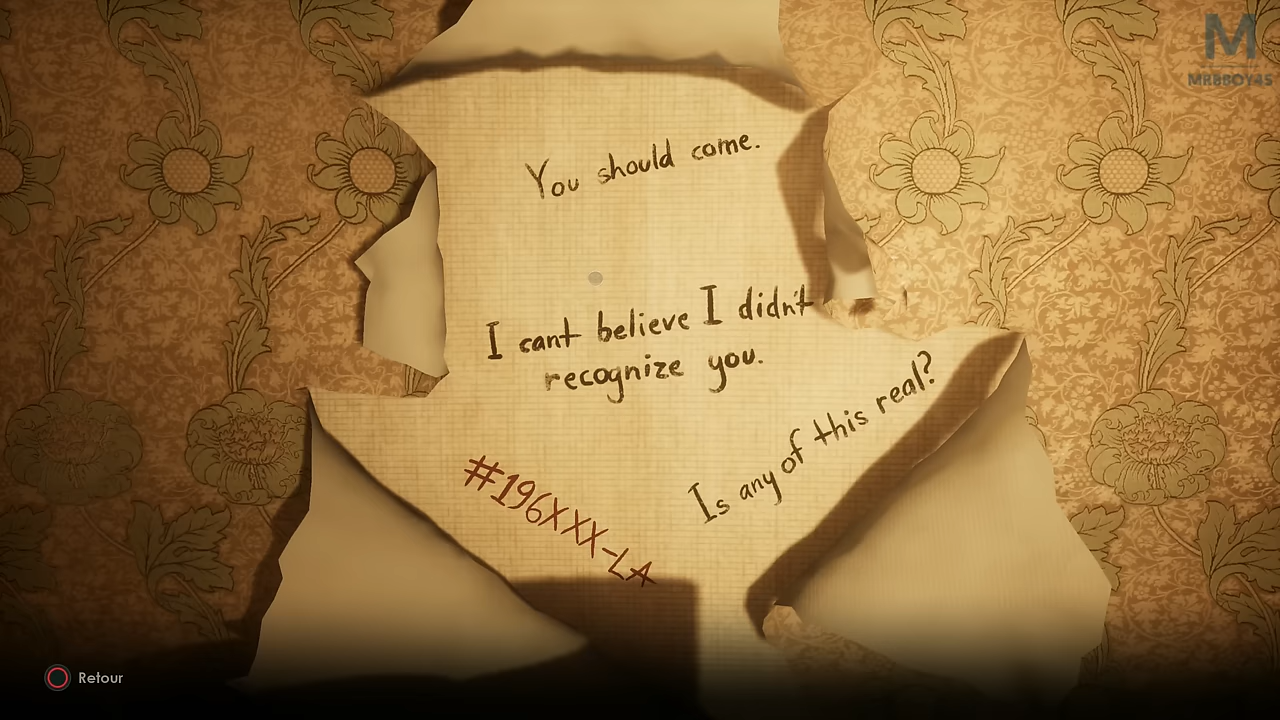 M
MRBBOY45
You should come.
I cant believe I didn't
recognize you.
Is any of this real?
#196XXX-LA
Retour